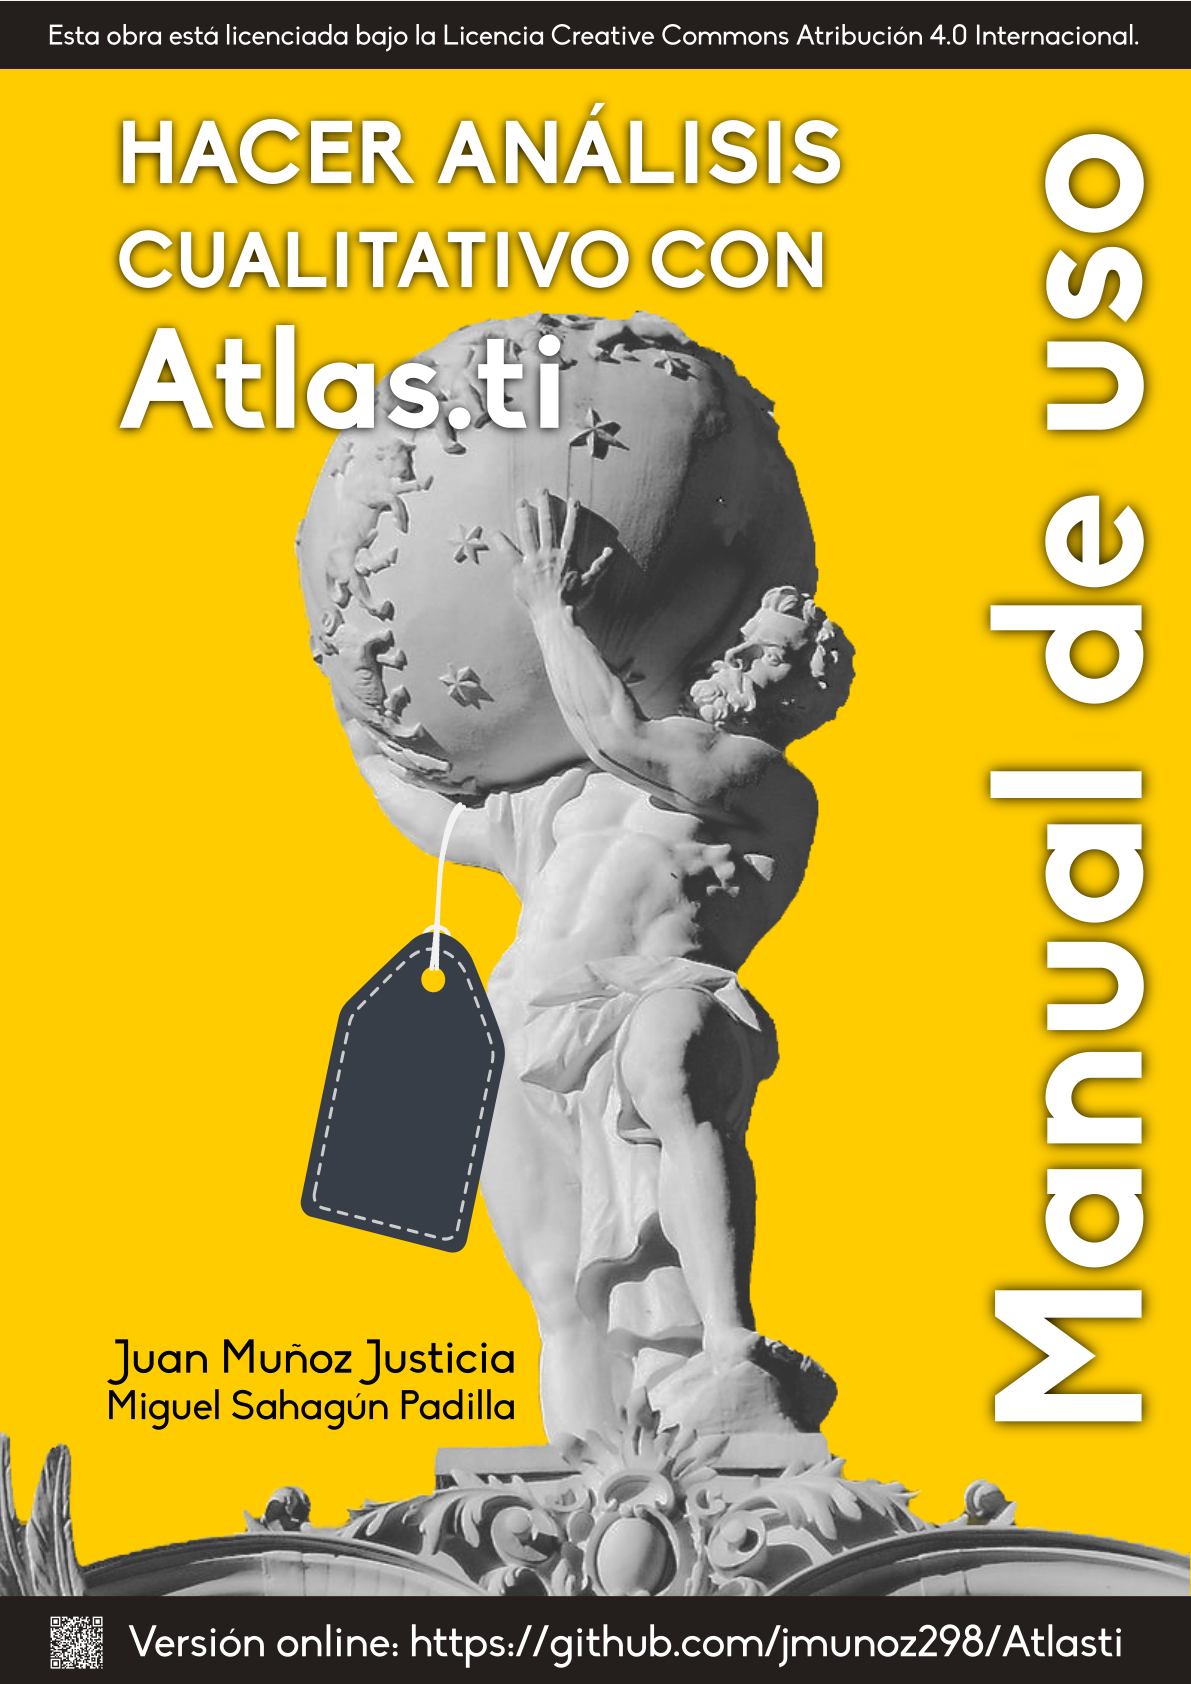 Esta obra está licenciada bajo la Licencia Creative Commons Atribución 4.0 Internacional.
HACER ANÁLISIS
CUALITATIVO CON
Atlas.ti
Manual de uso
Juan Muñoz Justicia
Miguel Sahagún Padilla
Versión online: https://github.com/jmunoz298/Atlasti